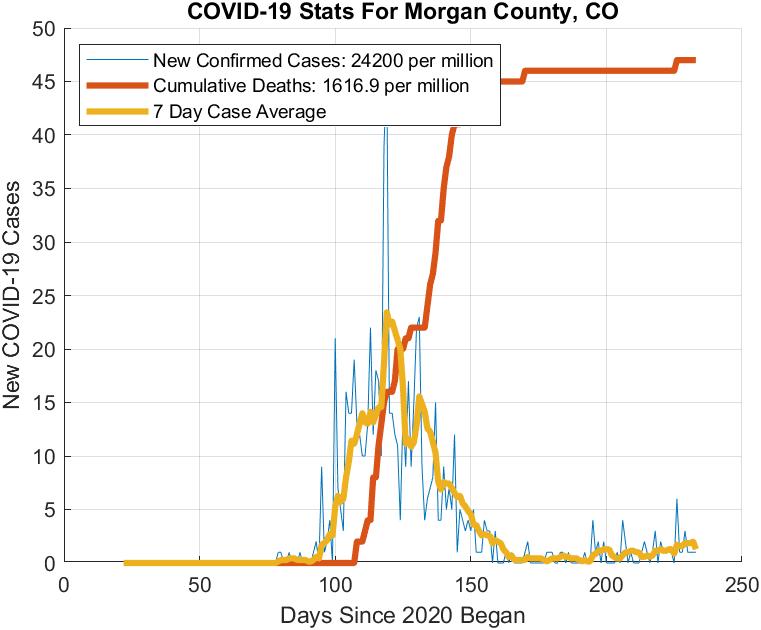 COVID-19 Stats For Morgan County, CO
50
45
40
35
30
25
20
15
10
5
0
New Confirmed Cases: 24200 per million
Cumulative Deaths: 1616.9 per million
7 Day Case Average
New COVID-19 Cases
0 50 100 150 200 250
Days Since 2020 Began